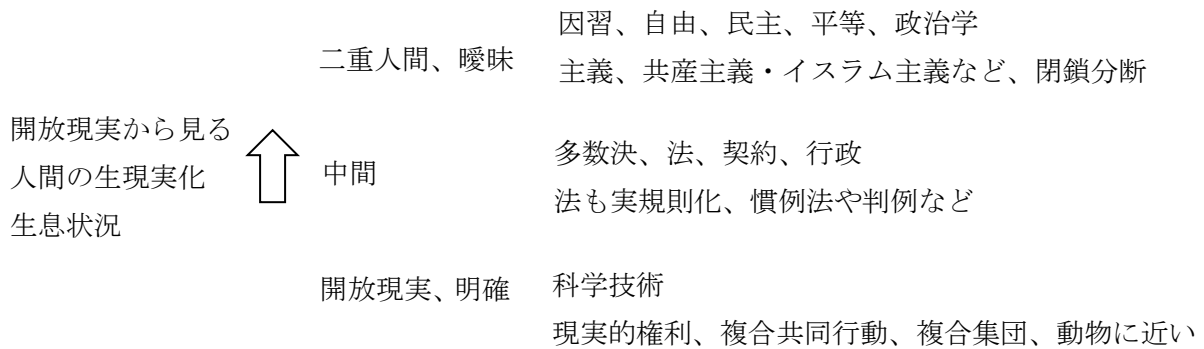 因習、自由、民主、平等、政治学
二重人間、曖昧
主義、共産主義・イスラム主義など、閉鎖分断
開放現実から見る
人間の生現実化
生息状況
中間
多数決、法、契約、行政
法も実規則化、慣例法や判例など
開放現実、明確
科学技術
現実的権利、複合共同行動、複合集団、動物に近い